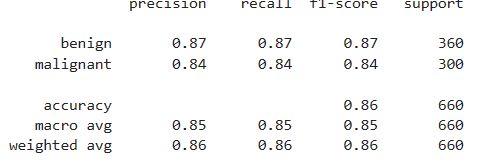 precision recall f1-score support
benign 0.87 0.87 0.87 360
malignant 0.84 0.84 0.84 300
accuracy 0.86 660
macro avg 0.85 0.85 0.85 660
weighted avg 0.86 0.86 0.86 660